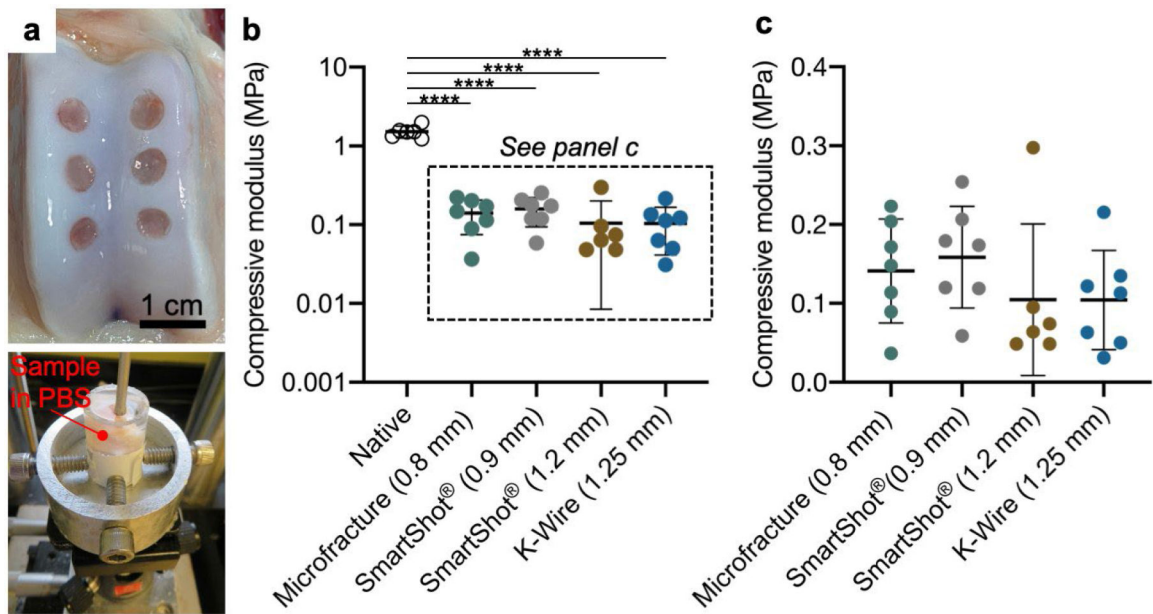 a
1 cm
Sample
in PBS
b
****
****
****
****
Compressive modulus (MPa)
10
1
0.1
0.01
0.001
See panel c
Native
Microfracture (0.8 mm)
SmartShot® (0.9 mm)
SmartShot® (1.2 mm)
K-Wire (1.25 mm)
c
Compressive modulus (MPa)
0.4
0.3
0.2
0.1
0.0
Microfracture (0.8 mm)
SmartShot® (0.9 mm)
SmartShot® (1.2 mm)
K-Wire (1.25 mm)